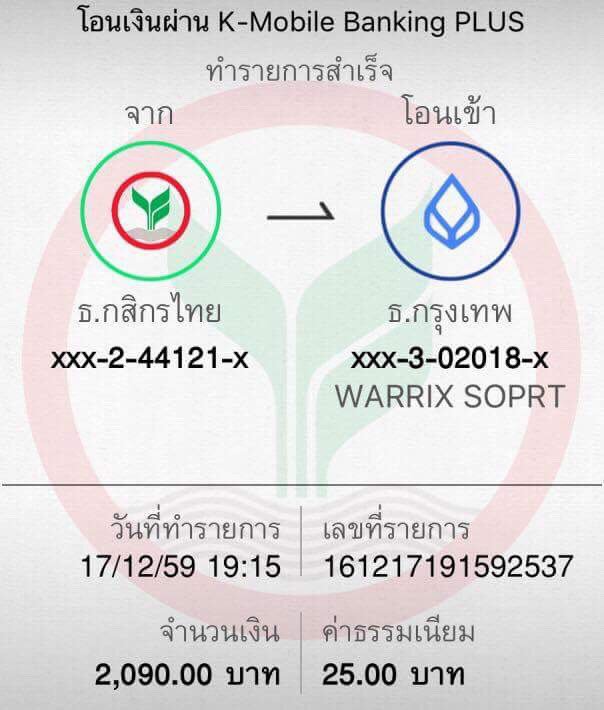 โอนเงินผ่าน K-Mobile Banking PLUS
ทำรายการสำเร็จ
จาก
โอนเข้า
ธ.กสิกรไทย
ธ.กรุงเทพ
xxx-2-44121-x
xxx-3-02018-x
WARRIX SOPRT
วันที่ทำรายการ
เลขที่รายการ
17/12/59 19:15
161217191592537
จำนวนเงิน
ค่าธรรมเนียม
2,090.00 บาท
25.00 บาท